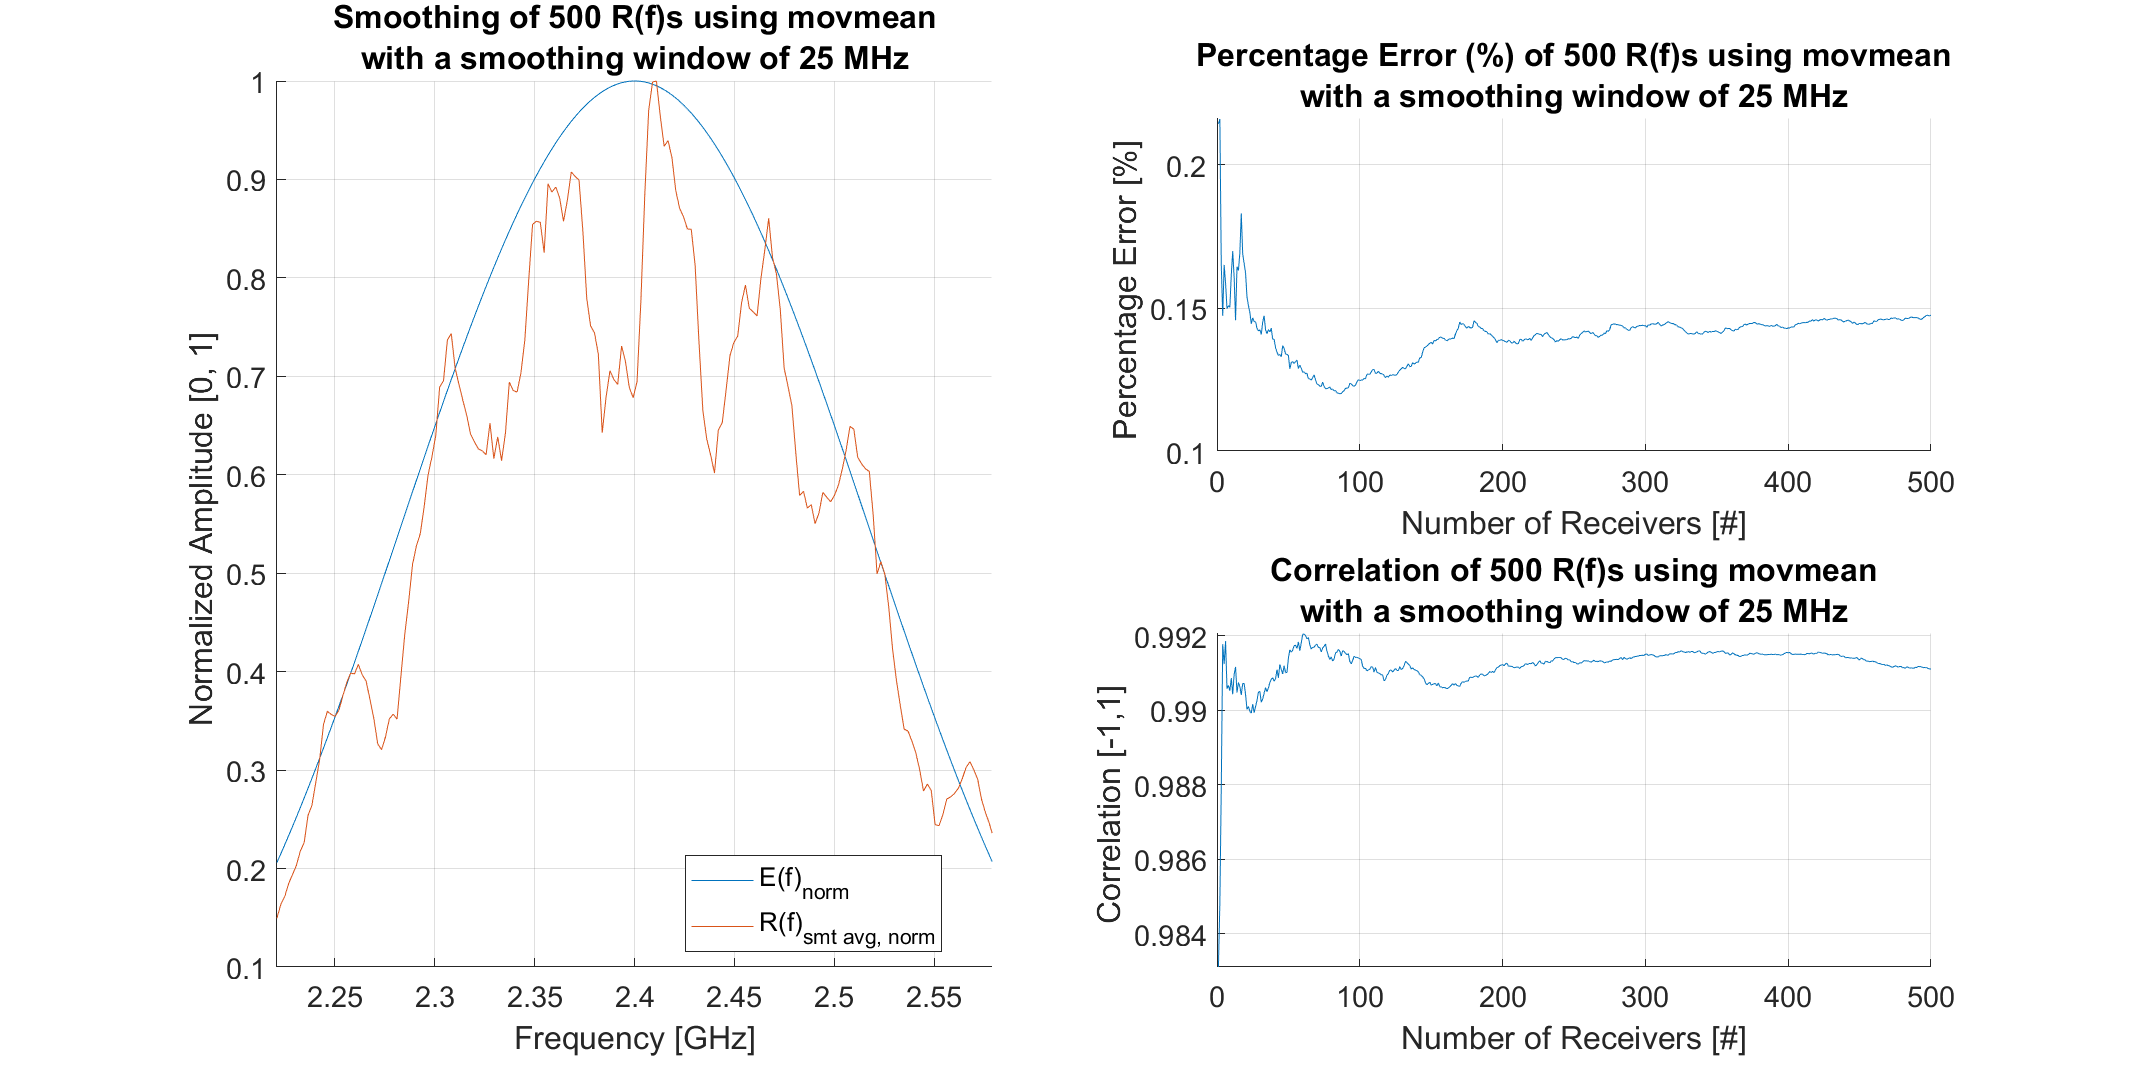 Smoothing of 500 R(f)s using movmean
with a smoothing window of 25 MHz
Normalized Amplitude [0, 1]
1
0.9
0.8
0.7
0.6
0.5
0.4
0.3
0.2
0.1
2.25 2.3 2.35 2.4 2.45 2.5 2.55
Frequency [GHz]
E(f)norm
R(f)smt avg, norm
Percentage Error (%) of 500 R(f)s using movmean
with a smoothing window of 25 MHz
Percentage Error [%]
0.2
0.15
0.1
0 100 200 300 400 500
Number of Receivers [#]
Correlation of 500 R(f)s using movmean
with a smoothing window of 25 MHz
Correlation [-1,1]
0.992
0.99
0.988
0.986
0.984
0 100 200 300 400 500
Number of Receivers [#]